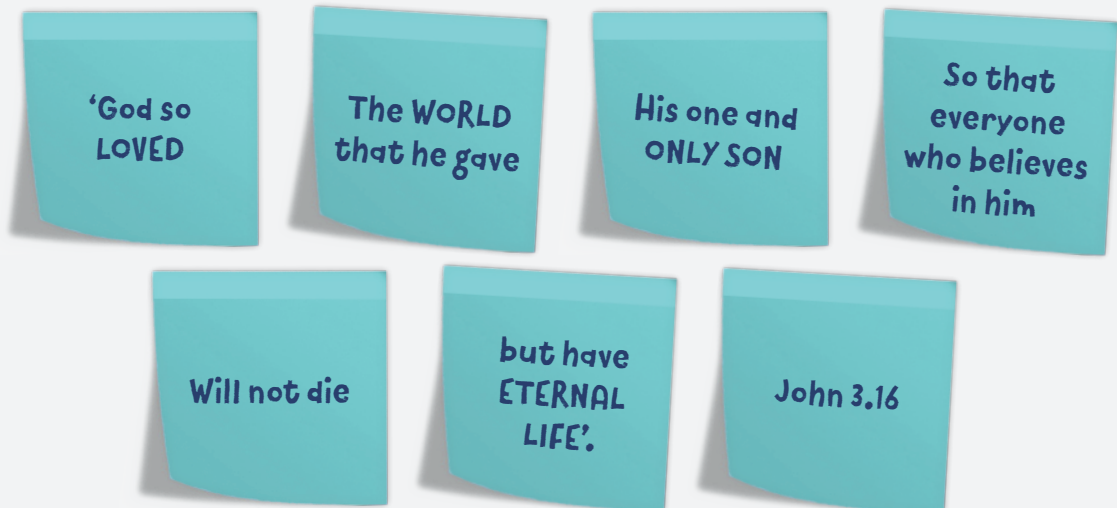 ‘God so
LOVED
The WORLD
that he gave
His one and
ONLY SON
So that
everyone
who believes
in him
Will not die
but have
ETERNAL
LIFE’.
John 3.16